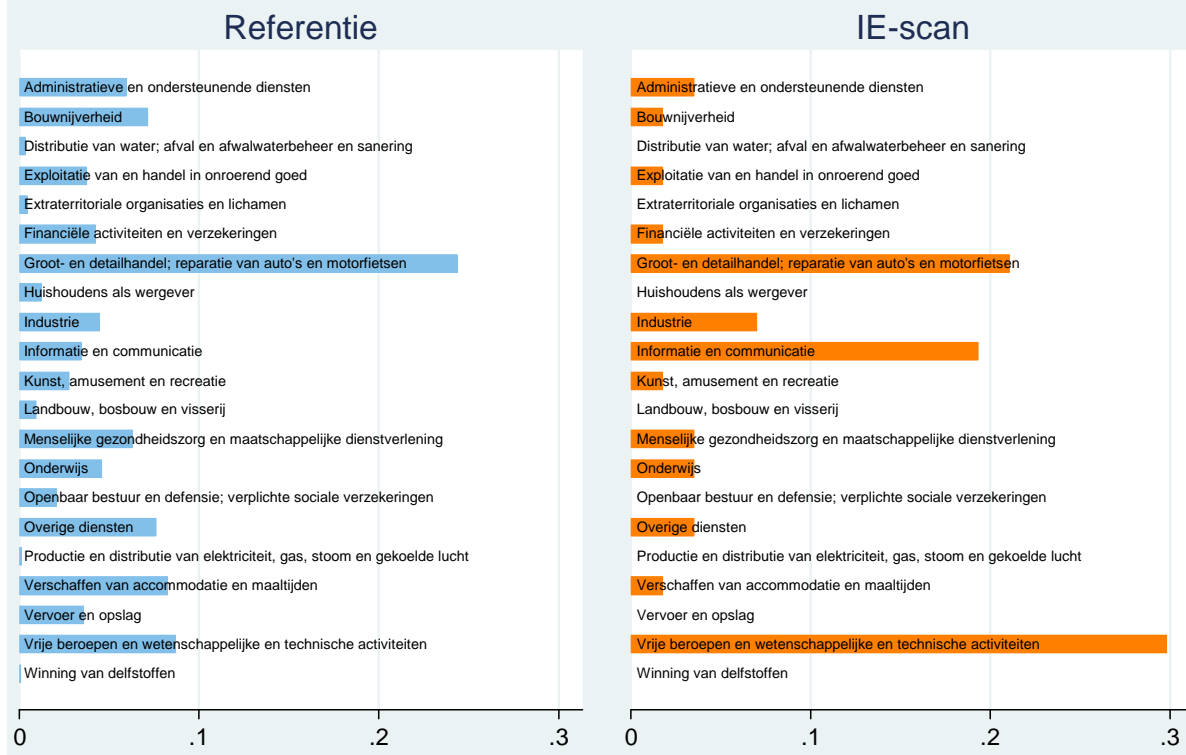 Referentie
Administratieve en ondersteunende diensten
Bouwnijverheid
Distributie van water; afval en afwalwaterbeheer en sanering
Exploitatie van en handel in onroerend goed
Extraterritoriale organisaties en lichamen
Financiële activiteiten en verzekeringen
Groot- en detailhandel; reparatie van auto's en motorfietsen
Huishoudens als wergever
Industrie
Informatie en communicatie
Kunst, amusement en recreatie
Landbouw, bosbouw en visserij
Menselijke gezondheidszorg en maatschappelijke dienstverlening
Onderwijs
Openbaar bestuur en defensie; verplichte sociale verzekeringen
Overige diensten
Productie en distributie van elektriciteit, gas, stoom en gekoelde lucht
Verschaffen van accommodatie en maaltijden
Vervoer en opslag
Vrije beroepen en wetenschappelijke en technische activiteiten
Winning van delfstoffen
0 .1 .2 .3
IE-scan
Administratieve en ondersteunende diensten
Bouwnijverheid
Distributie van water; afval en afwalwaterbeheer en sanering
Exploitatie van en handel in onroerend goed
Extraterritoriale organisaties en lichamen
Financiële activiteiten en verzekeringen
Groot- en detailhandel; reparatie van auto's en motorfietsen
Huishoudens als wergever
Industrie
Informatie en communicatie
Kunst, amusement en recreatie
Landbouw, bosbouw en visserij
Menselijke gezondheidszorg en maatschappelijke dienstverlening
Onderwijs
Openbaar bestuur en defensie; verplichte sociale verzekeringen
Overige diensten
Productie en distributie van elektriciteit, gas, stoom en gekoelde lucht
Verschaffen van accommodatie en maaltijden
Vervoer en opslag
Vrije beroepen en wetenschappelijke en technische activiteiten
Winning van delfstoffen
0 .1 .2 .3